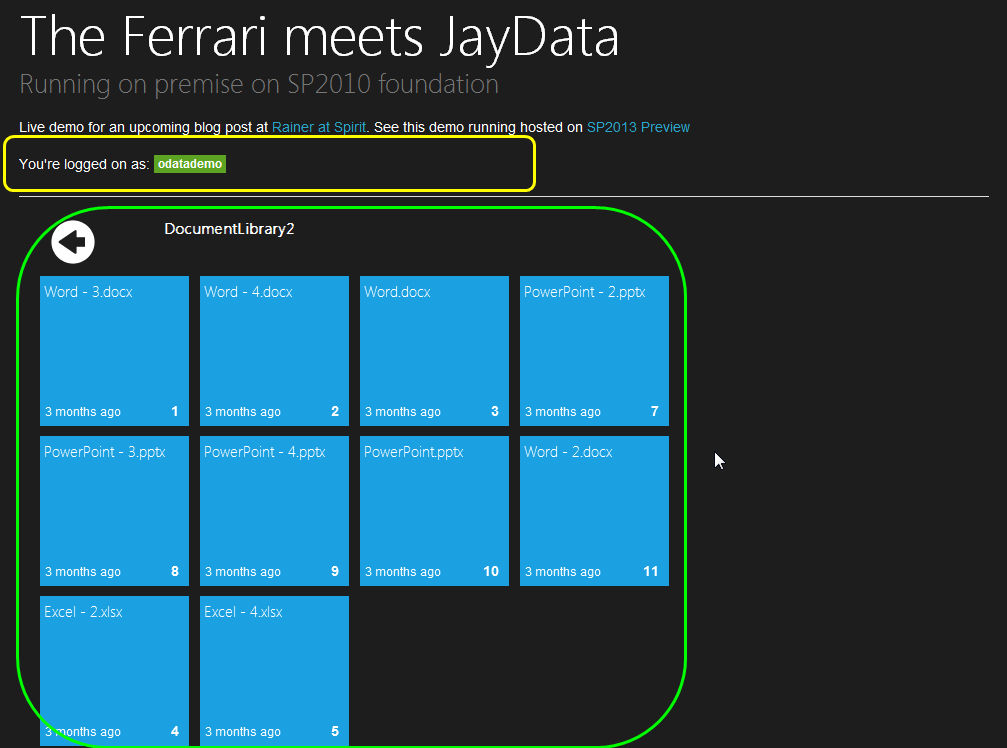 The Ferrari meets JayData
Running on premise on SP2010 foundation
Live demo for an upcoming blog post at Rainer at Spirit. See this demo running hosted on SP2013 Preview
You're logged on as: odatademo
DocumentLibrary2
Word - 3.docx
3 months ago 1
Word - 4.docx
3 months ago 2
Word.docx
3 months ago 3
PowerPoint - 2.pptx
3 months ago 7
PowerPoint - 3.pptx
3 months ago 8
PowerPoint - 4.pptx
3 months ago 9
PowerPoint.pptx
3 months ago 10
Word - 2.docx
3 months ago 11
Excel - 2.xlsx
3 months ago 4
Excel - 4.xlsx
3 months ago 5